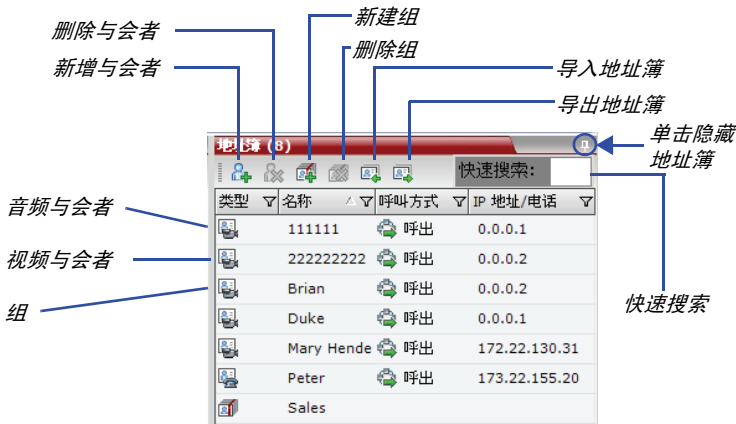 新建组
删除与会者
删除组
新增与会者
导入地址簿
导出地址簿
单击隐藏
地址簿
地址簿 (8)
快速搜索:
类型 名称 呼叫方式 IP 地址/电话
音频与会者
111111 呼出 0.0.0.1
视频与会者
222222222 呼出 0.0.0.2
组
Brian 呼出 0.0.0.2
快速搜索
Duke 呼出 0.0.0.1
Mary Hende 呼出 172.22.130.31
Peter 呼出 173.22.155.20
Sales